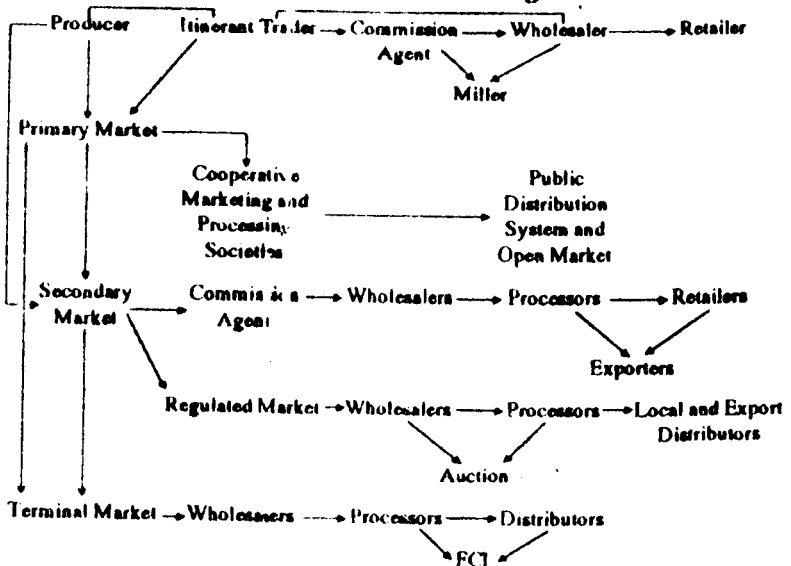 Producer Itinerant Trader Commission Wholesaler Retailer
Agent
Miller
Primary Market
Cooperative
Marketing and
Processing
Societies
Public
Distribution
System and
Open Market
Secondary
Market
Commission
Agent
Wholesalers
Processors
Retailers
Exporters
Regulated Market Wholesalers Processors Local and Export
Distributors
Auction
Terminal Market Wholesalers Processors Distributors
FCI